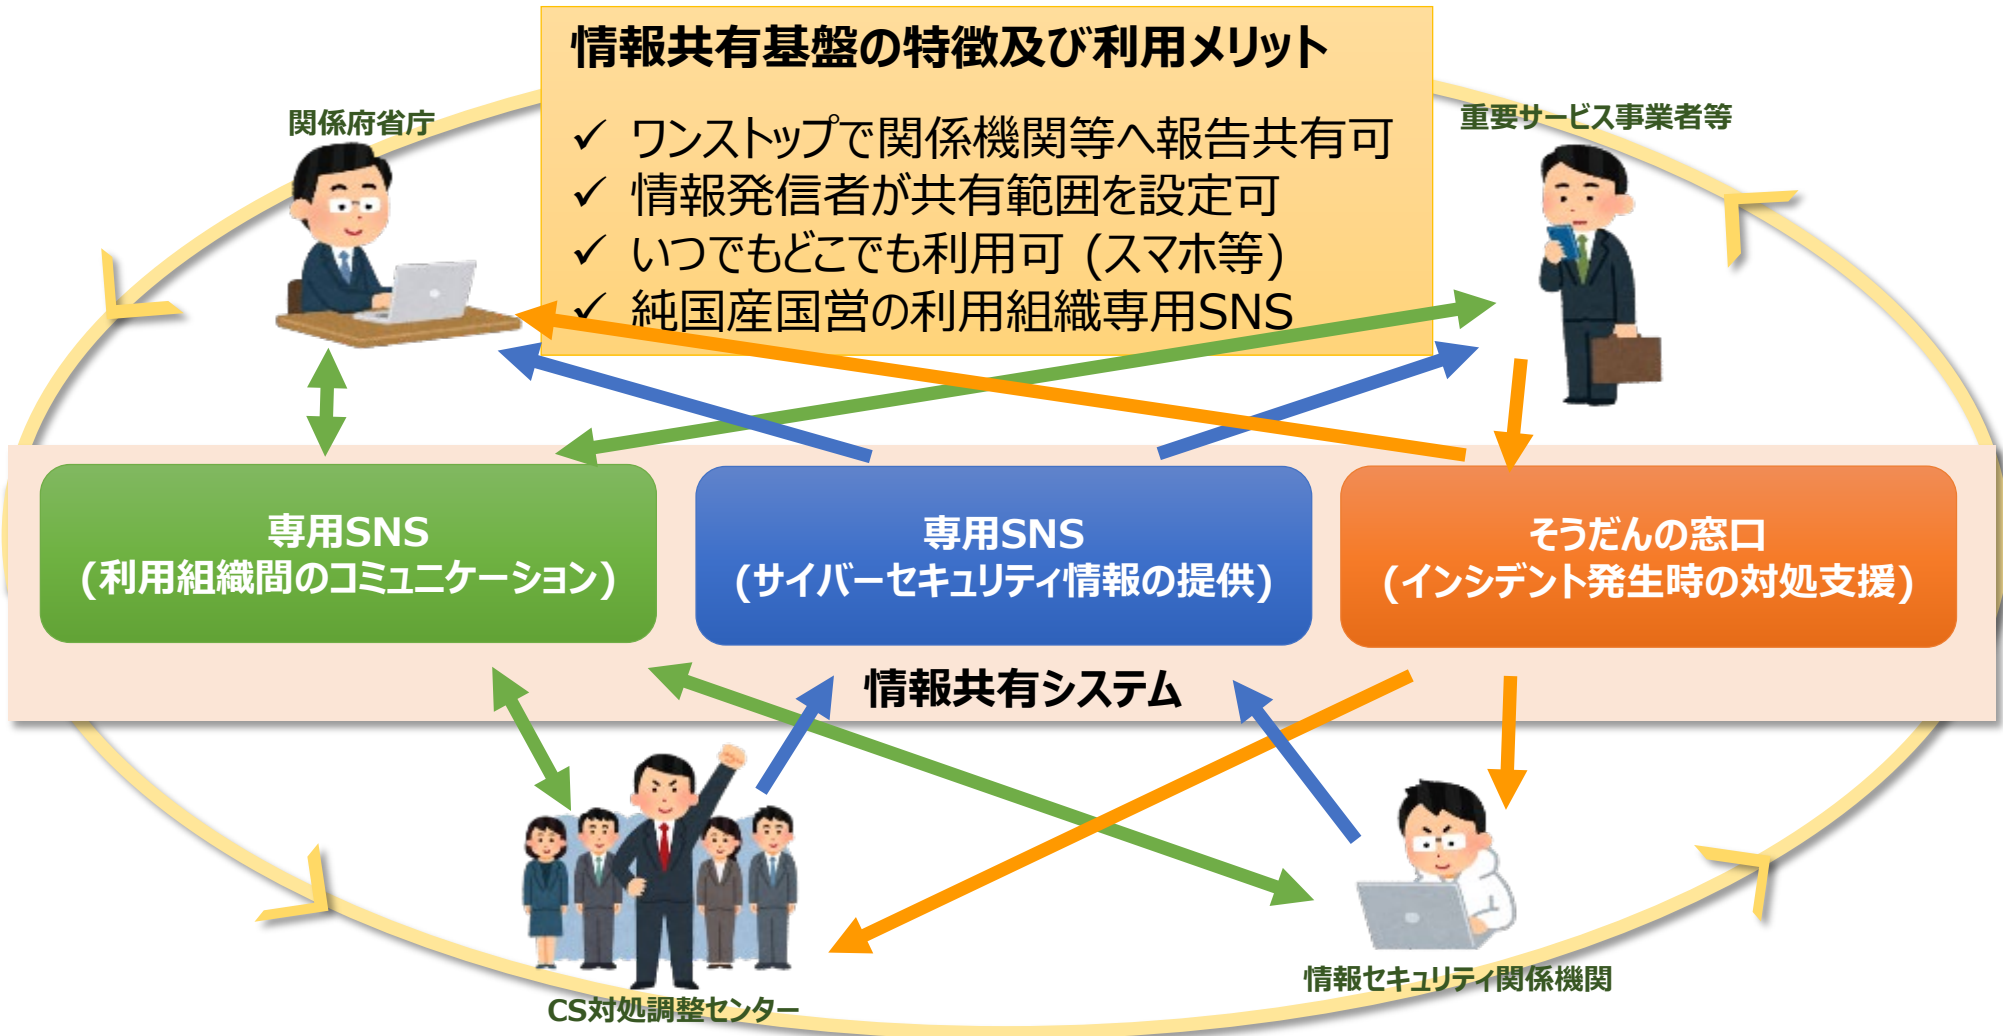 情報共有基盤の特徴及び利用メリット
✓ ワンストップで関係機関等へ報告共有可
✓ 情報発信者が共有範囲を設定可
✓ いつでもどこでも利用可 (スマホ等)
✓ 純国産国営の利用組織専用SNS
関係府省庁
重要サービス事業者等
専用SNS
(利用組織間のコミュニケーション)
専用SNS
(サイバーセキュリティ情報の提供)
そうだんの窓口
(インシデント発生時の対処支援)
情報共有システム
CS対処調整センター
情報セキュリティ関係機関